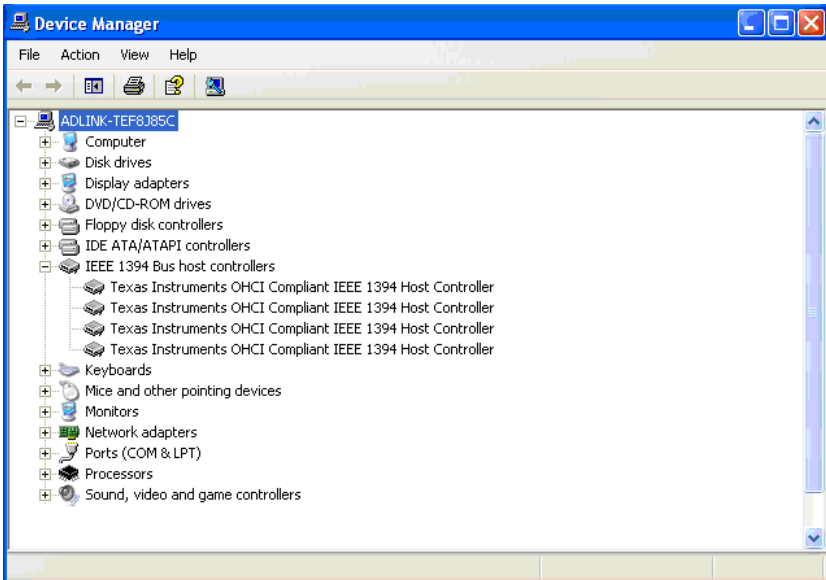 Device Manager
File Action View Help
ADLINK-TEF8J85C
Computer
Disk drives
Display adapters
DVD/CD-ROM drives
Floppy disk controllers
IDE ATA/ATAPI controllers
IEEE 1394 Bus host controllers
Texas Instruments OHCI Compliant IEEE 1394 Host Controller
Texas Instruments OHCI Compliant IEEE 1394 Host Controller
Texas Instruments OHCI Compliant IEEE 1394 Host Controller
Texas Instruments OHCI Compliant IEEE 1394 Host Controller
Keyboards
Mice and other pointing devices
Monitors
Network adapters
Ports (COM & LPT)
Processors
Sound, video and game controllers